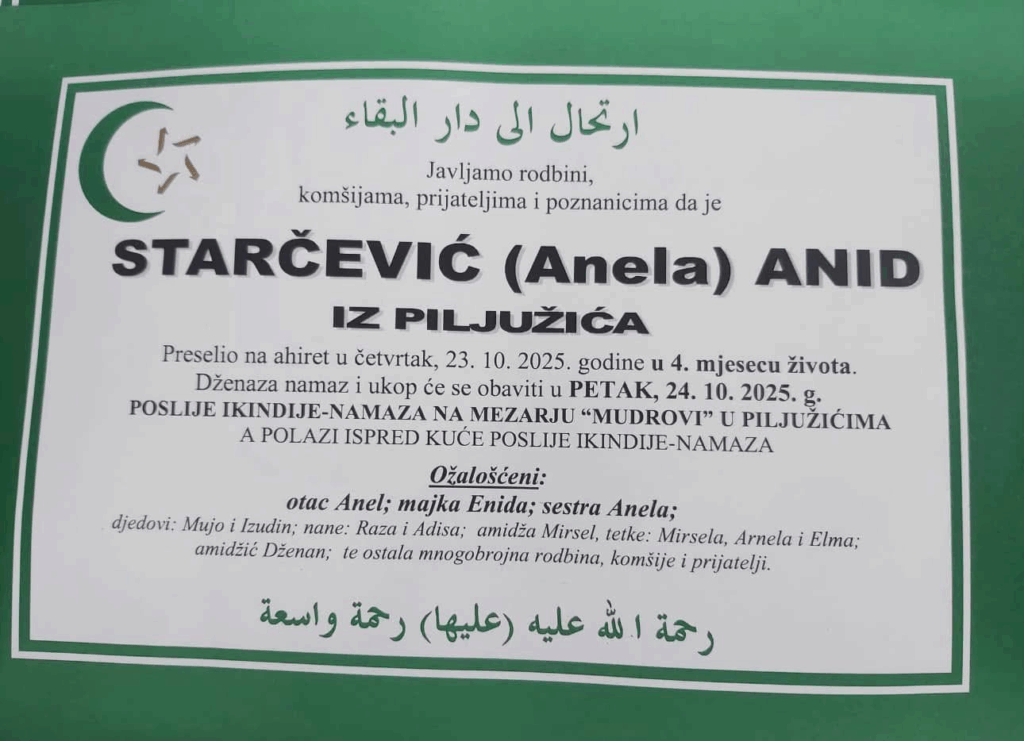 ارتحال الى دار البقاء
Javljamo rodbini,
komšijama, prijateljima i poznanicima da je
STARČEVIĆ (Anela) ANID
IZ PILJUŽIĆA
Preselio na ahiret u četvrtak, 23. 10. 2025. godine u 4. mjesecu života.
Dženaza namaz i ukop će se obaviti u PETAK, 24. 10. 2025. g.
POSLIJE IKINDIJE-NAMAZA NA MEZARJU “MUDROVI” U PILJUŽIĆIMA
A POLAZI ISPRED KUĆE POSLIJE IKINDIJE-NAMAZA
Ožalošćeni:
otac Anel; majka Enida; sestra Anela;
djedovi: Mujo i Izudin; nane: Raza i Adisa; amidža Mirsel, tetke: Mirsela, Arnela i Elma;
amidžić Dženan; te ostala mnogobrojna rodbina, komšije i prijatelji.
رحمة الله عليه (عليها) رحمة واسعة